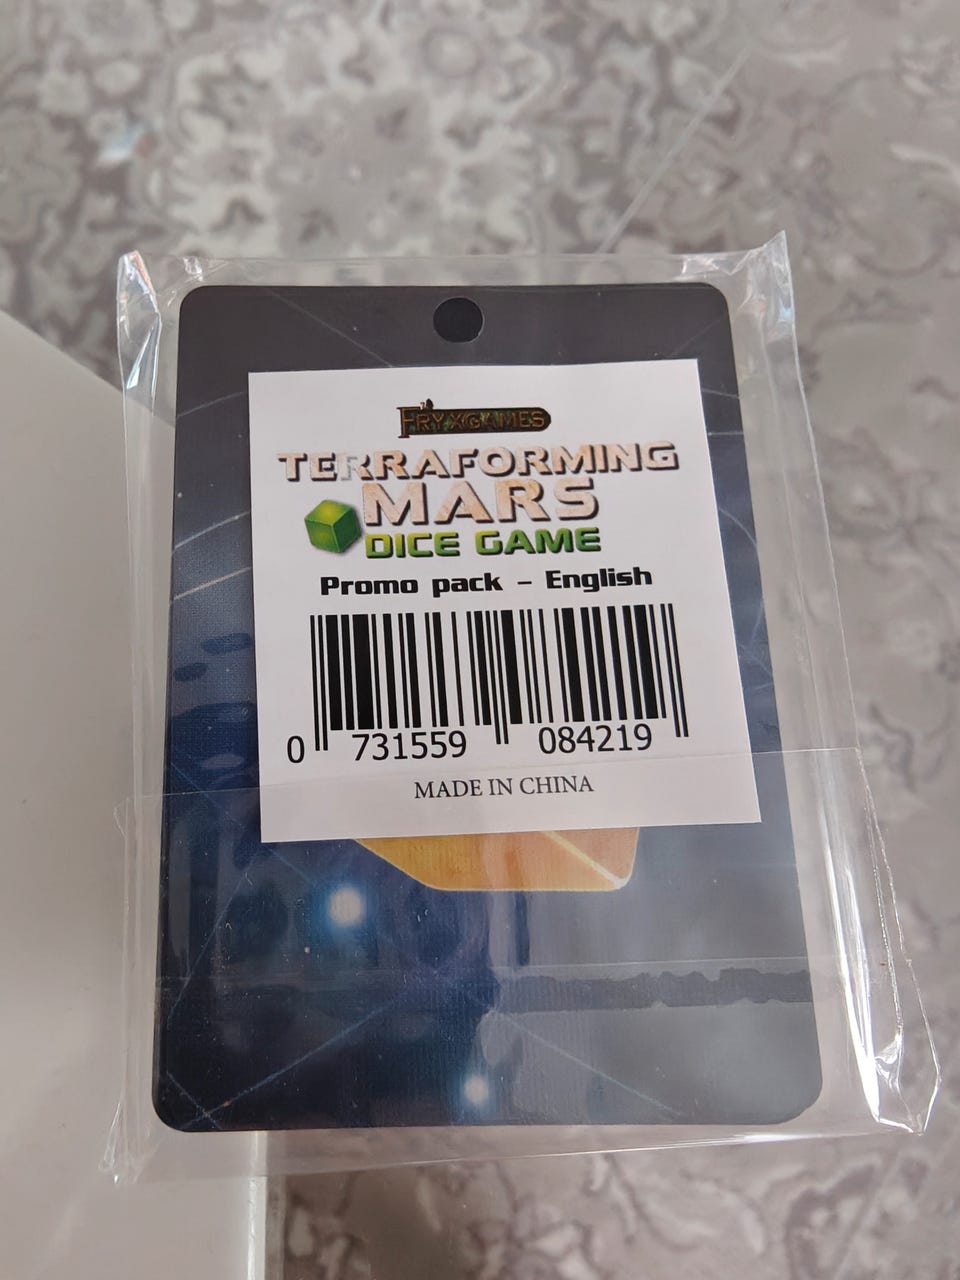 FRYXGAMES
TERRAFORMING
MARS
DICE GAME
Promo pack – English
0 731559 084219
MADE IN CHINA